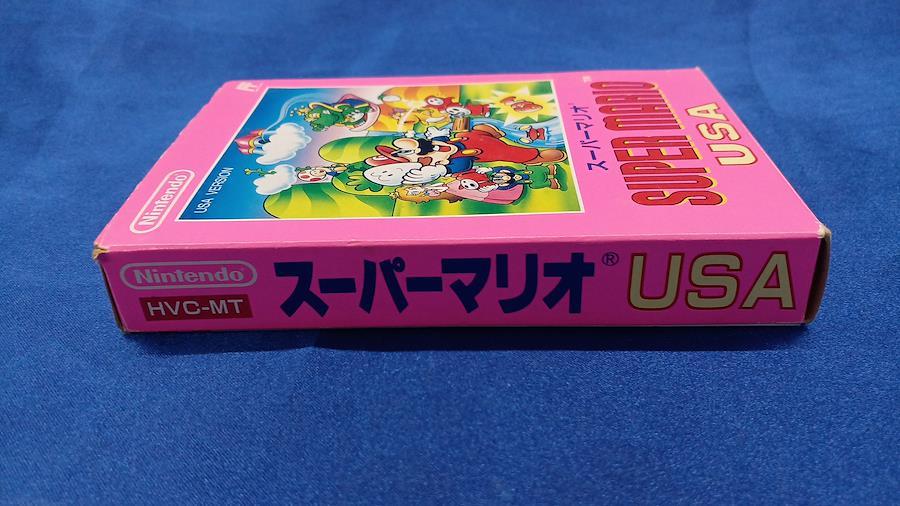 Nintendo
HVC-MT
スーパーマリオ® USA
Nintendo
USA VERSION
スーパーマリオ
SUPER MARIO™
USA